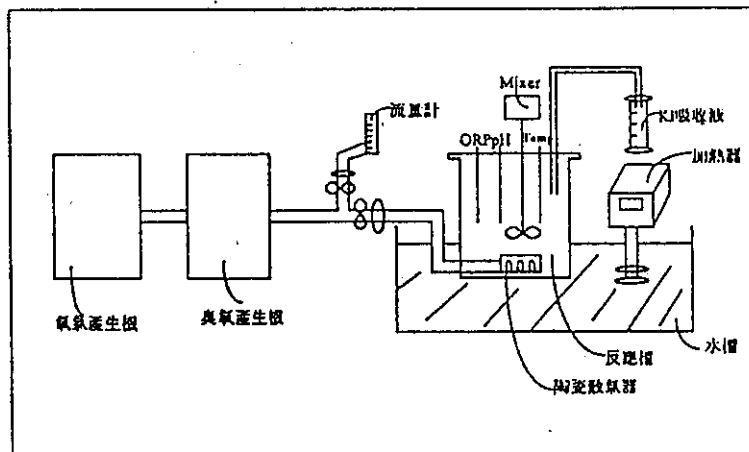 Mixer
流量計
KI吸收液
ORP pH Temp
加熱器
氧氣產生機
臭氧產生機
反應槽
水槽
陶瓷散氣器